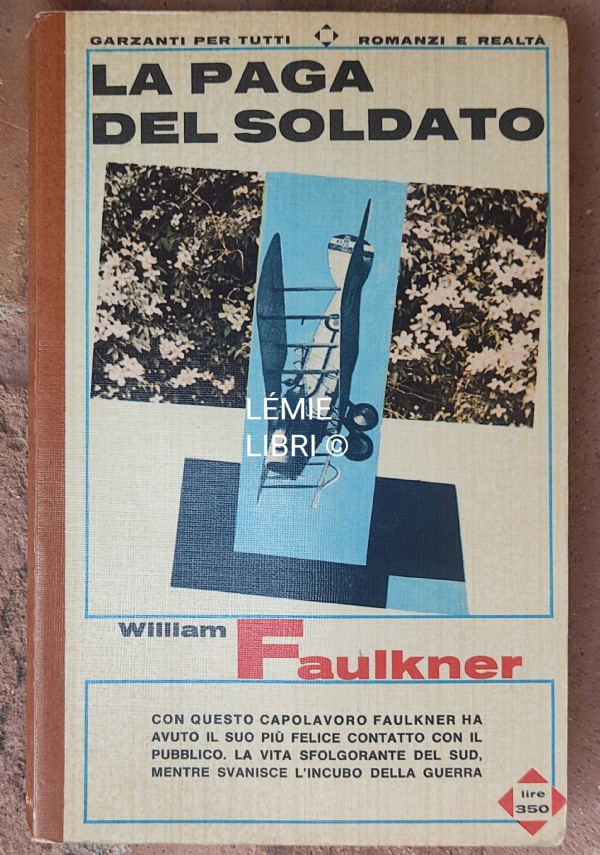 GARZANTI PER TUTTI ROMANZI E REALTÀ
LA PAGA
DEL SOLDATO
LÉMIE
LIBRI ©
William Faulkner
CON QUESTO CAPOLAVORO FAULKNER HA
AVUTO IL SUO PIÙ FELICE CONTATTO CON IL
PUBBLICO. LA VITA SFOLGORANTE DEL SUD,
MENTRE SVANISCE L'INCUBO DELLA GUERRA
lire
350